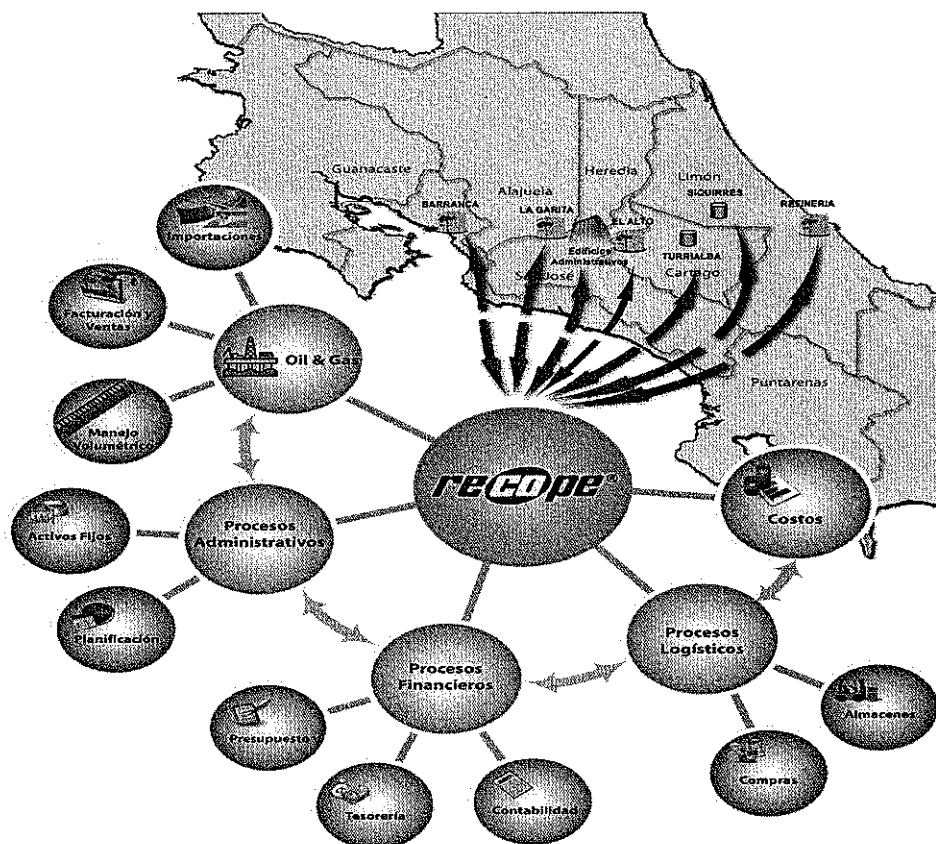 Guanacaste
Alajuela
Heredia
Limón
SIQUIRRES
REFINERIA
BARRANCA
LA GARITA
EL ALTO
Edificios
Administrativos
TURRIALBA
San José
Cartago
Puntarenas
Importaciones
Facturación y
Ventas
Oil & Gas
Manejo
Volumétrico
recope®
Costos
Activos Fijos
Procesos
Administrativos
Planificación
Procesos
Logísticos
Procesos
Financieros
Almacenes
Presupuesto
Compras
Tesorería
Contabilidad